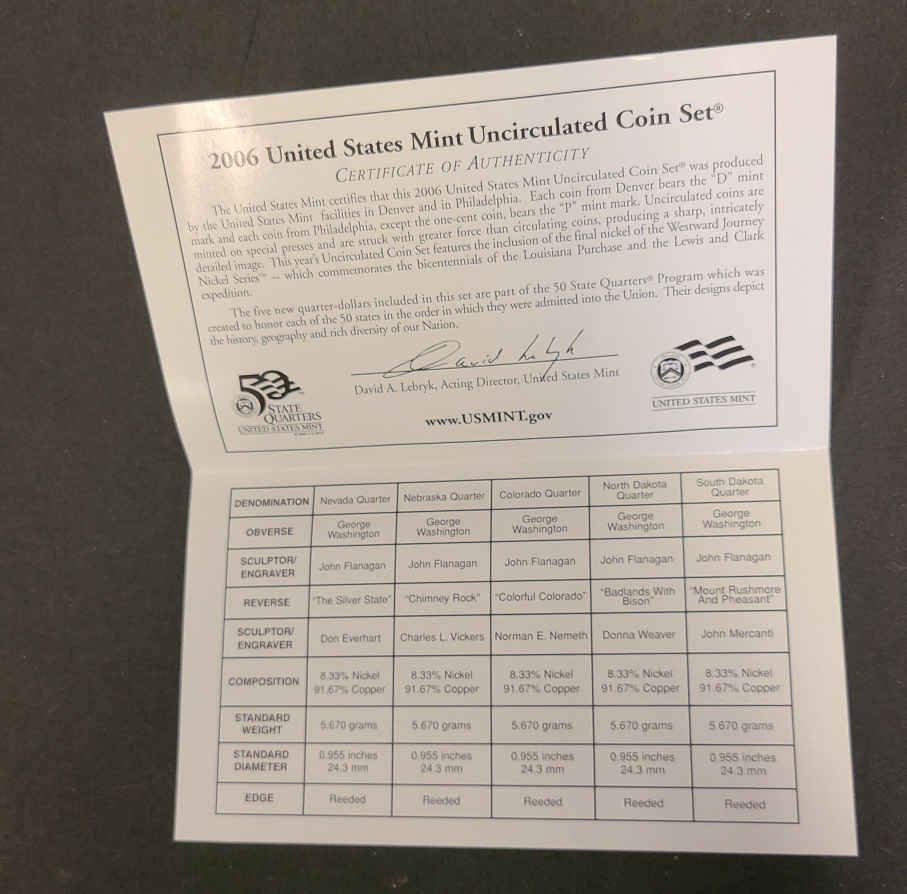 2006 United States Mint Uncirculated Coin Set®
CERTIFICATE OF AUTHENTICITY
The United States Mint certifies that this 2006 United States Mint Uncirculated Coin Set® was produced
by the United States Mint facilities in Denver and in Philadelphia. Each coin from Denver bears the "D" mint
mark and each coin from Philadelphia, except the one-cent coin, bears the "P" mint mark. Uncirculated coins are
minted on special presses and are struck with greater force than circulating coins, producing a sharp, intricately
detailed image. This year's Uncirculated Coin Set features the inclusion of the final nickel of the Westward Journey
Nickel Series™ – which commemorates the bicentennials of the Louisiana Purchase and the Lewis and Clark
expedition.
The five new quarter-dollars included in this set are part of the 50 State Quarters® Program which was
created to honor each of the 50 states in the order in which they were admitted into the Union. Their designs depict
the history, geography and rich diversity of our Nation.
David A. Lebryk, Acting Director, United States Mint
www.USMINT.gov
50
STATE
QUARTERS
UNITED STATES MINT
UNITED STATES MINT
DENOMINATION Nevada Quarter Nebraska Quarter Colorado Quarter North Dakota Quarter South Dakota Quarter
OBVERSE George Washington George Washington George Washington George Washington George Washington
SCULPTOR/ ENGRAVER John Flanagan John Flanagan John Flanagan John Flanagan John Flanagan
REVERSE "The Silver State" "Chimney Rock" "Colorful Colorado" "Badlands With Bison" "Mount Rushmore And Pheasant"
SCULPTOR/ ENGRAVER Don Everhart Charles L. Vickers Norman E. Nemeth Donna Weaver John Mercanti
COMPOSITION 8.33% Nickel 91.67% Copper 8.33% Nickel 91.67% Copper 8.33% Nickel 91.67% Copper 8.33% Nickel 91.67% Copper 8.33% Nickel 91.67% Copper
STANDARD WEIGHT 5.670 grams 5.670 grams 5.670 grams 5.670 grams 5.670 grams
STANDARD DIAMETER 0.955 inches 24.3 mm 0.955 inches 24.3 mm 0.955 inches 24.3 mm 0.955 inches 24.3 mm 0.955 inches 24.3 mm
EDGE Reeded Reeded Reeded Reeded Reeded